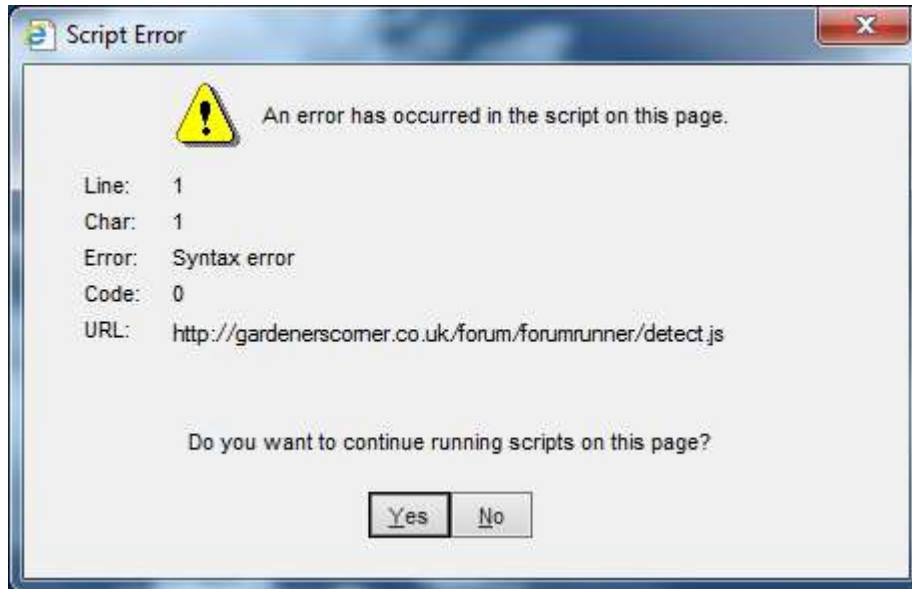 Script Error
An error has occurred in the script on this page.
Line: 1
Char: 1
Error: Syntax error
Code: 0
URL: http://gardenerscorner.co.uk/forum/forumrunner/detect.js
Do you want to continue running scripts on this page?
Yes No